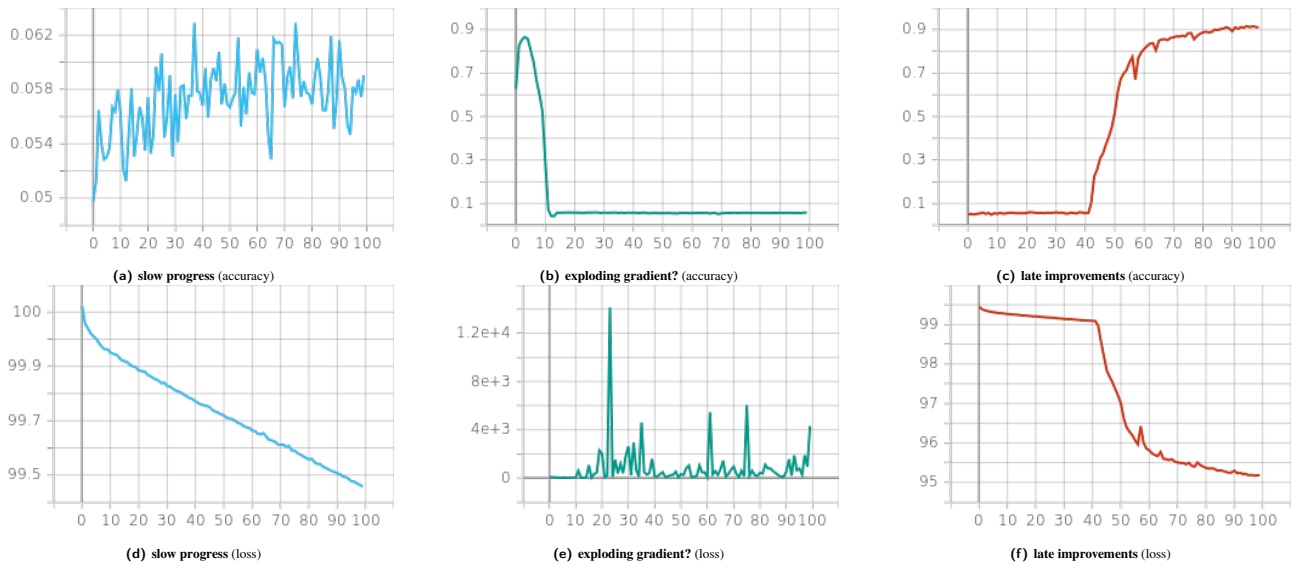 0.062
0.058
0.054
0.05
0 10 20 30 40 50 60 70 80 90 100
(a) slow progress (accuracy)
0.9
0.7
0.5
0.3
0.1
0 10 20 30 40 50 60 70 80 90 100
(b) exploding gradient? (accuracy)
0.9
0.7
0.5
0.3
0.1
0 10 20 30 40 50 60 70 80 90 100
(c) late improvements (accuracy)
100
99.9
99.7
99.5
0 10 20 30 40 50 60 70 80 90 100
(d) slow progress (loss)
1.2e+4
8e+3
4e+3
0
0 10 20 30 40 50 60 70 80 90 100
(e) exploding gradient? (loss)
99
98
97
96
95
0 10 20 30 40 50 60 70 80 90 100
(f) late improvements (loss)